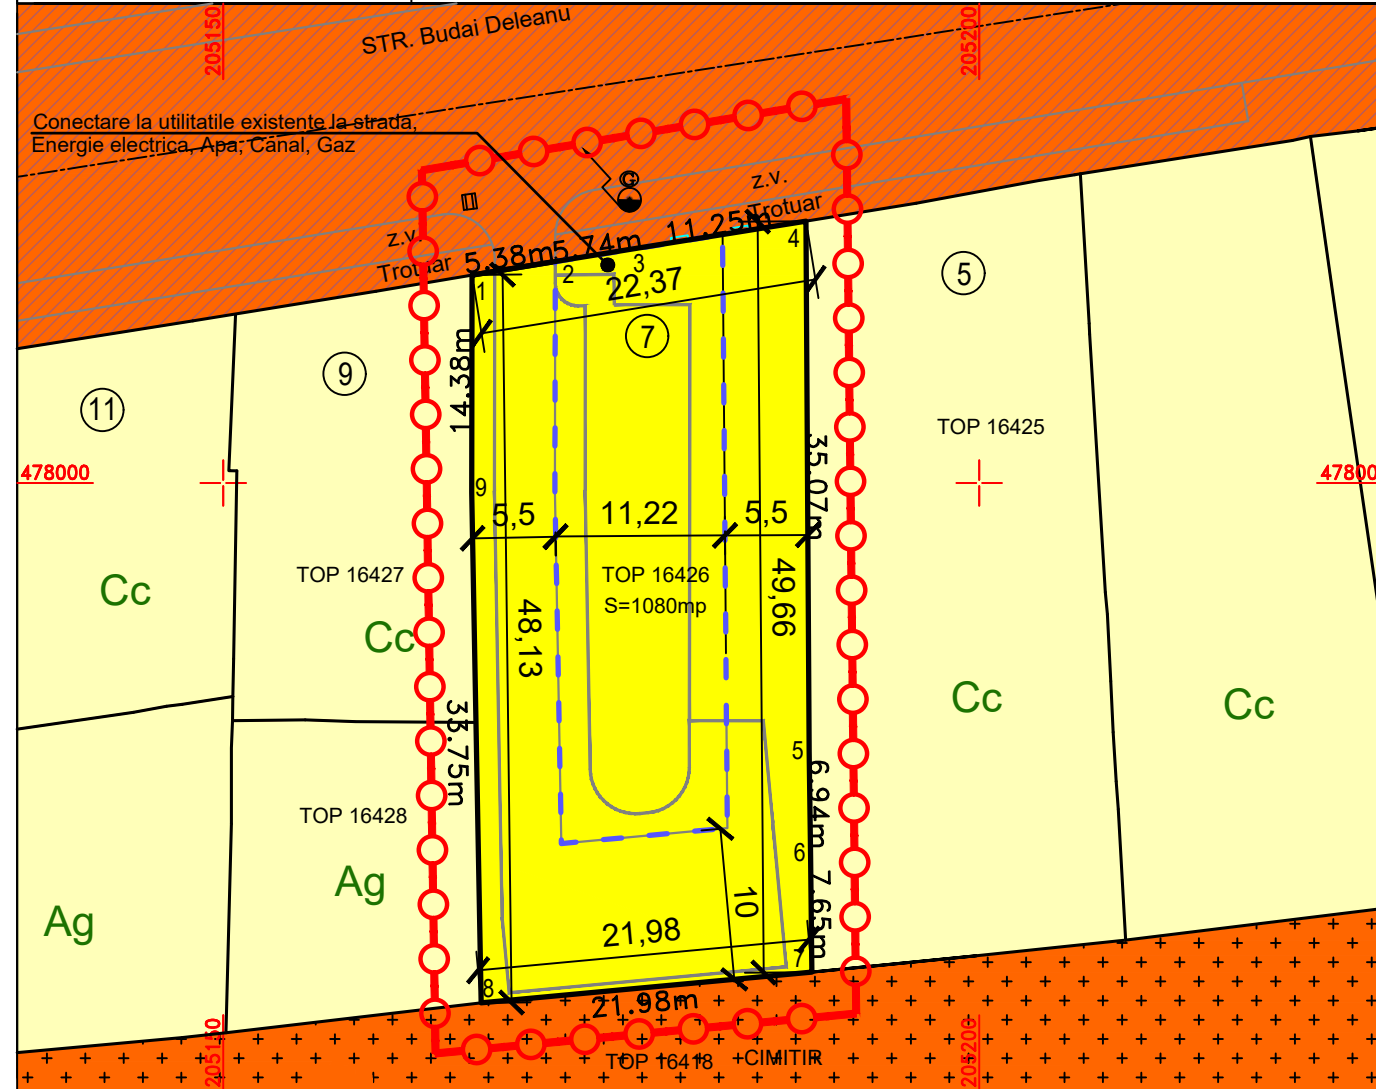 205150
STR. Budai Deleanu
205200
Conectare la utilitatile existente la strada,
Energie electrica, Apa, Canal, Gaz
G
z.v.
Trotuar
z.v.
Trotuar
5.38m
5.74m
11.25m
1
2
3
4
22,37
7
5
9
11
14.38m
35.07m
TOP 16425
478000
47800
9
5,5
11,22
5,5
TOP 16427
TOP 16426
S=1080mp
Cc
Cc
48,13
49,66
Cc
Cc
33.75m
5
6.94m
TOP 16428
6
Ag
Ag
7.65m
10
21,98
7
8
21.98m
205150
TOP 16418
CIMITIR
205200